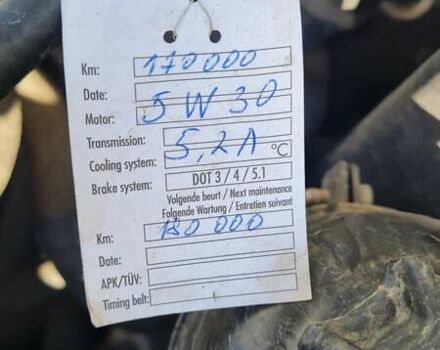 Km: 170000
Date:
Motor: 5W30
Transmission:
Cooling system: 5,2A °C
Brake system: DOT 3 / 4 / 5.1
Volgende beurt / Next maintenance
Folgende Wartung / Entretien suivant
Km: 180 000
Date:
APK/TÜV:
Timing belt: